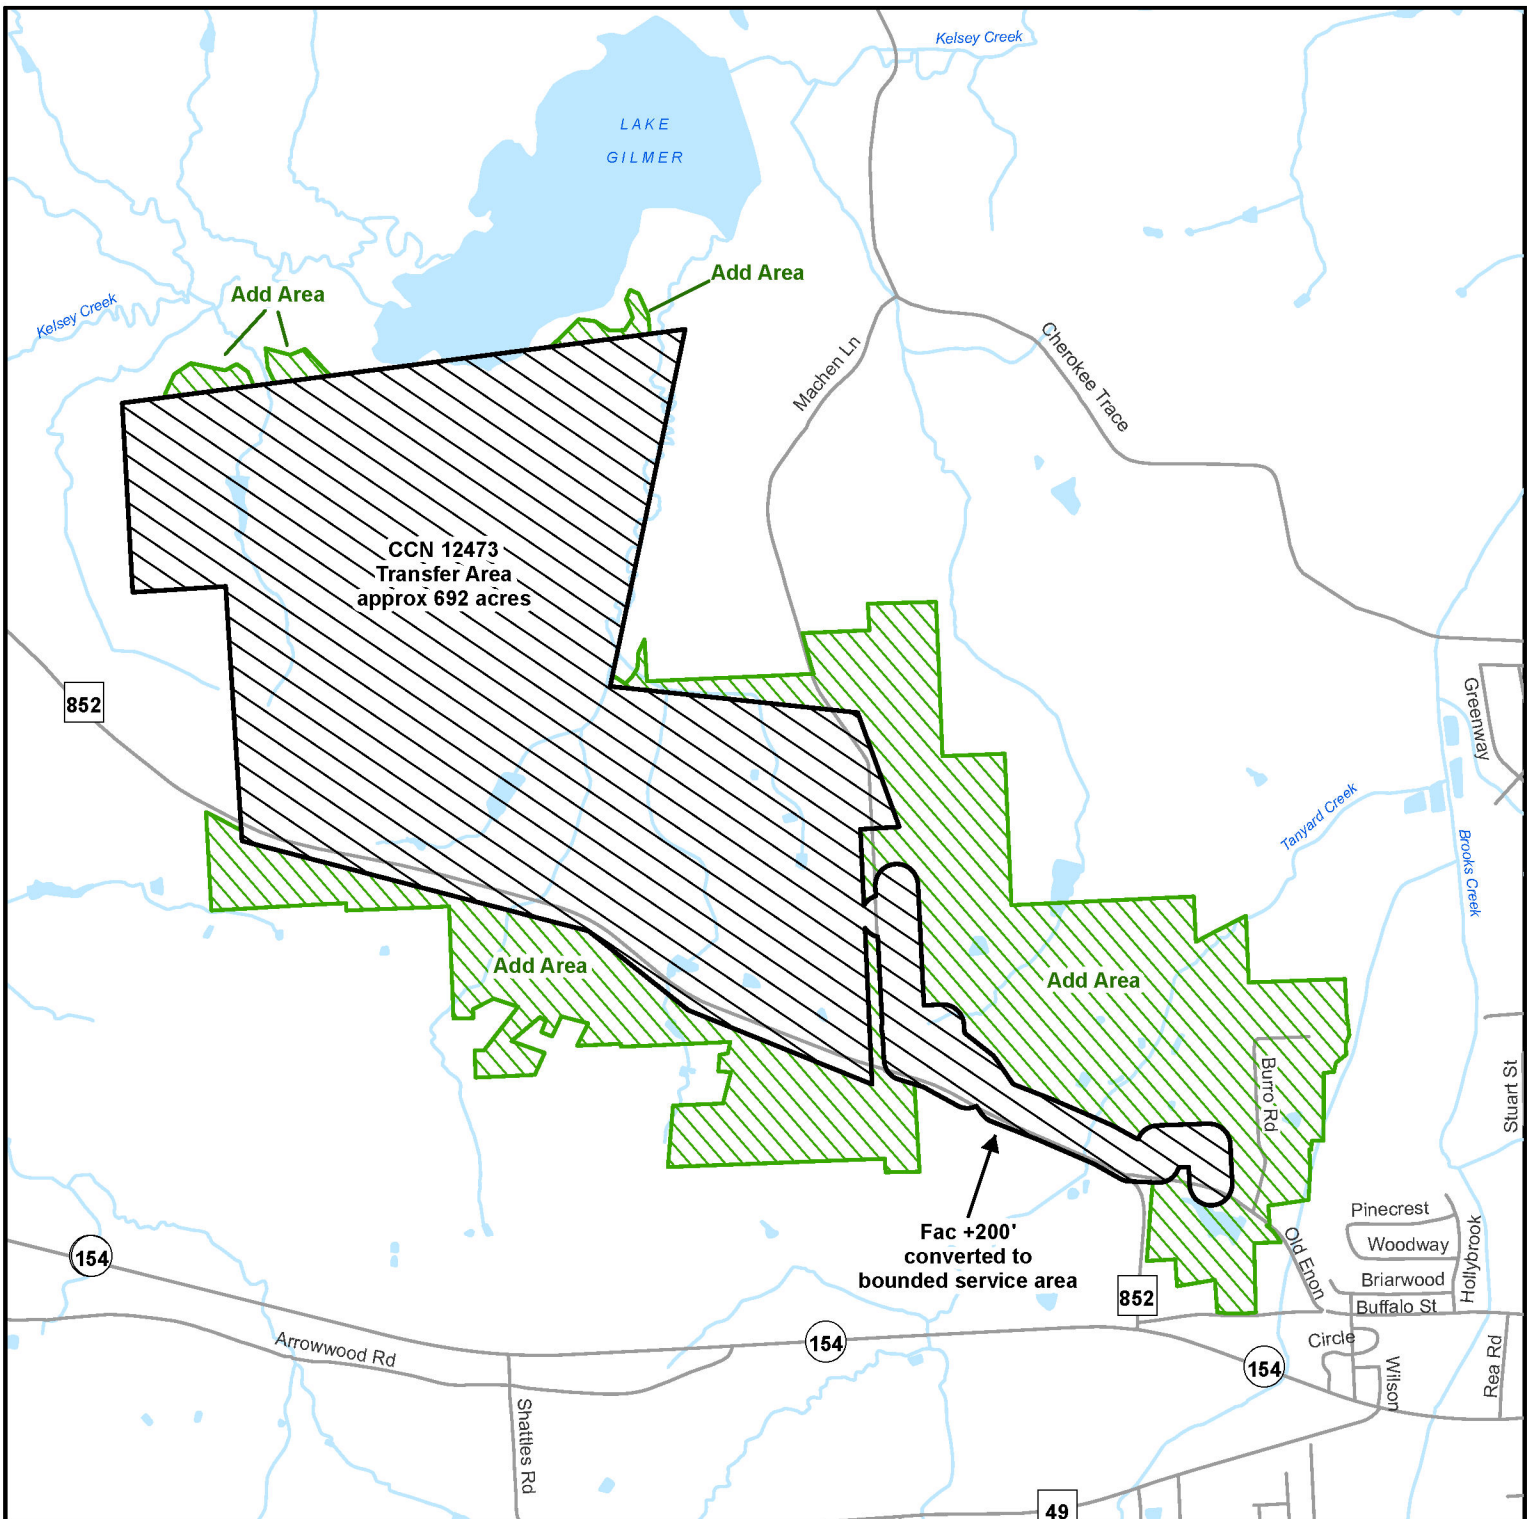 Kelsey Creek
LAKE
GILMER
Add Area
Add Area
Kelsey Creek
Machen Ln
Cherokee Trace
CCN 12473
Transfer Area
approx 692 acres
852
Greenway
Tanyard Creek
Brooks Creek
Add Area
Add Area
Burro Rd
Stuart St
Fac +200'
converted to
bounded service area
Old Enon
Pinecrest
Woodway
Hollybrook
Briarwood
Buffalo St
154
852
154
Circle
154
Wilson
Rea Rd
Arrowwood Rd
Shattles Rd
49